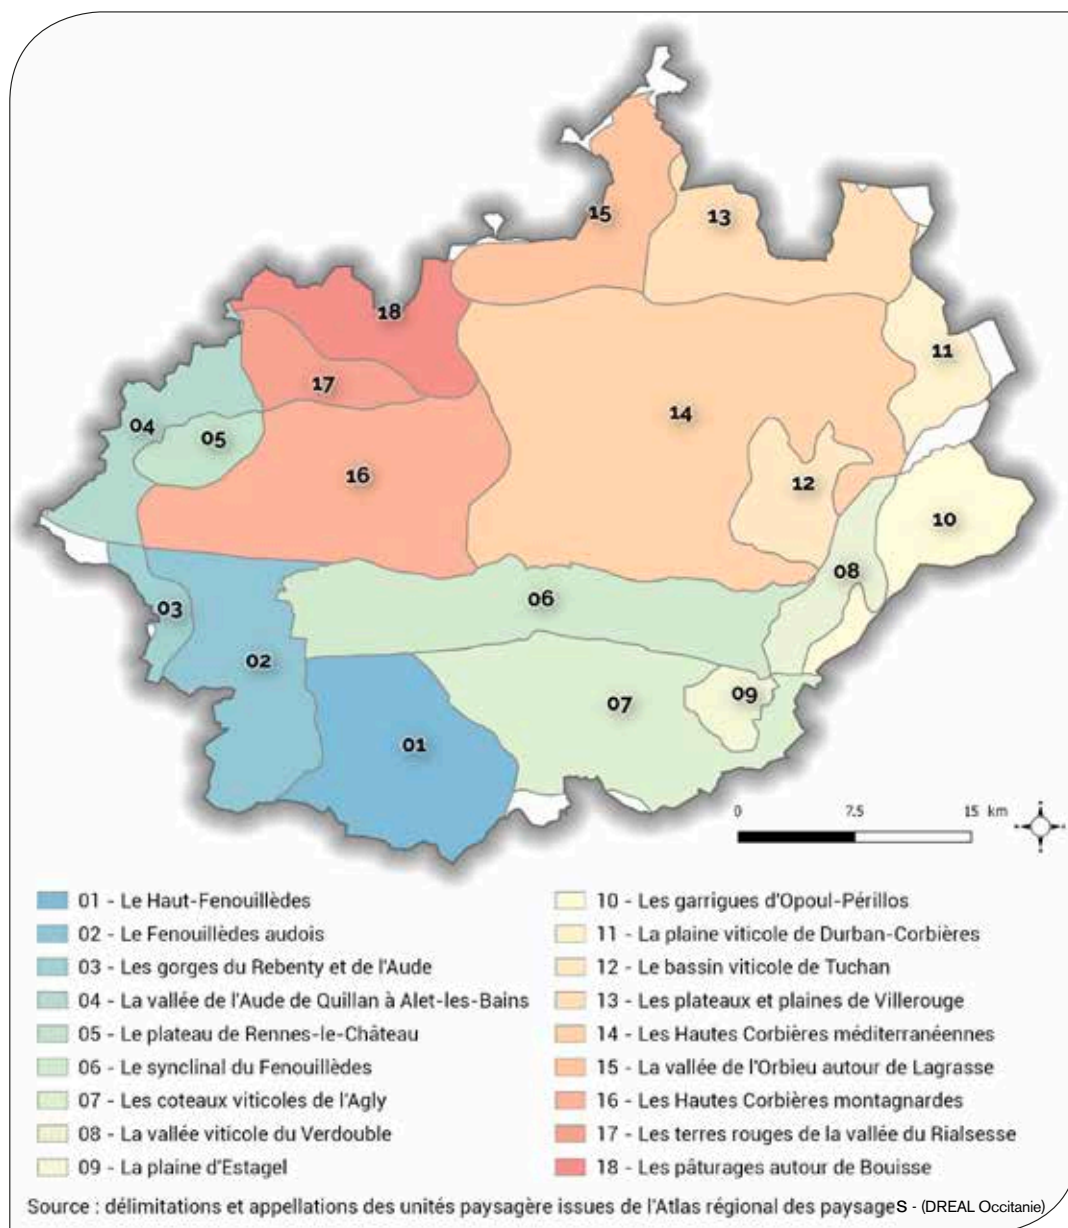 15
13
18
11
17
14
04
05
16
12
10
08
03
06
02
09
07
01
0 7.5 15 km
01 - Le Haut-Fenouillèdes
02 - Le Fenouillèdes audois
03 - Les gorges du Rebenty et de l'Aude
04 - La vallée de l'Aude de Quillan à Alet-les-Bains
05 - Le plateau de Rennes-le-Château
06 - Le synclinal du Fenouillèdes
07 - Les coteaux viticoles de l'Agly
08 - La vallée viticole du Verdouble
09 - La plaine d'Estagel
10 - Les garrigues d'Opoul-Périllos
11 - La plaine viticole de Durban-Corbières
12 - Le bassin viticole de Tuchan
13 - Les plateaux et plaines de Villerouge
14 - Les Hautes Corbières méditerranéennes
15 - La vallée de l'Orbieu autour de Lagrasse
16 - Les Hautes Corbières montagnardes
17 - Les terres rouges de la vallée du Rialsesse
18 - Les pâturages autour de Bouisse
Source : délimitations et appellations des unités paysagère issues de l'Atlas régional des paysages - (DREAL Occitanie)